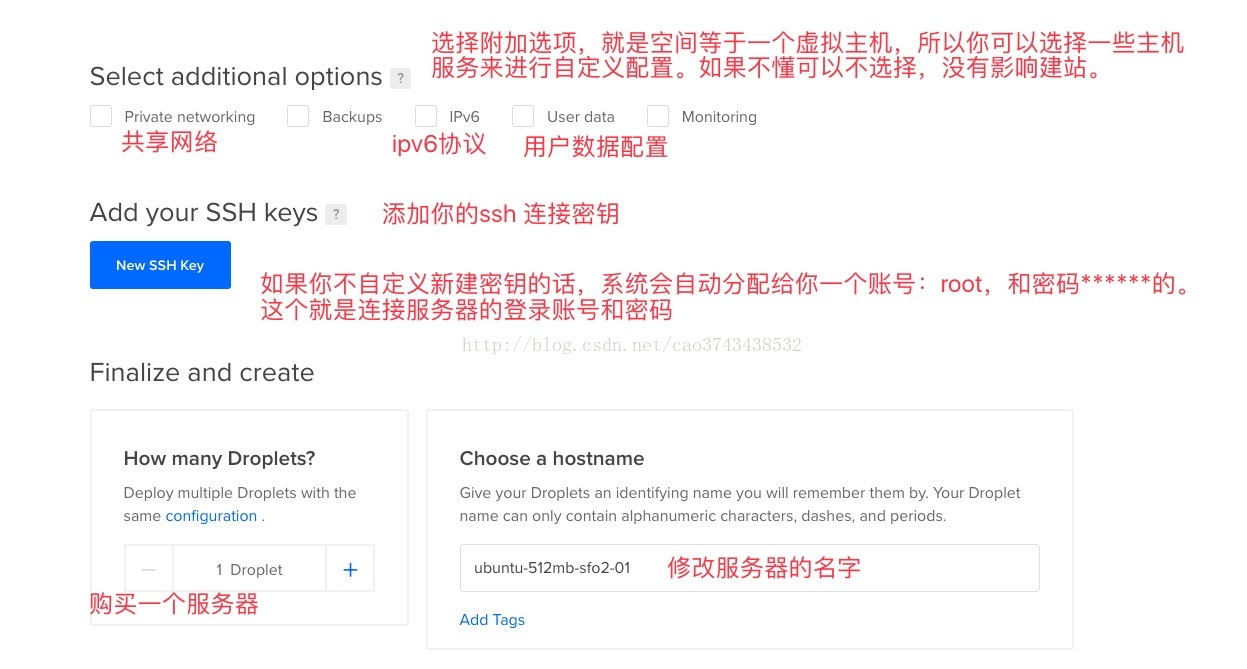 选择附加选项，就是空间等于一个虚拟主机，所以你可以选择一些主机
服务来进行自定义配置。如果不懂可以不选择，没有影响建站。
Select additional options ?
Private networking Backups IPv6 User data Monitoring
共享网络 ipv6协议 用户数据配置
Add your SSH keys ? 添加你的ssh 连接密钥
New SSH Key
如果你不自定义新建密钥的话，系统会自动分配给你一个账号：root，和密码******的。
这个就是连接服务器的登录账号和密码
http://blog.csdn.net/cao3743438532
Finalize and create
How many Droplets?
Deploy multiple Droplets with the
same configuration .
− 1 Droplet +
购买一个服务器
Choose a hostname
Give your Droplets an identifying name you will remember them by. Your Droplet
name can only contain alphanumeric characters, dashes, and periods.
ubuntu-512mb-sfo2-01 修改服务器的名字
Add Tags